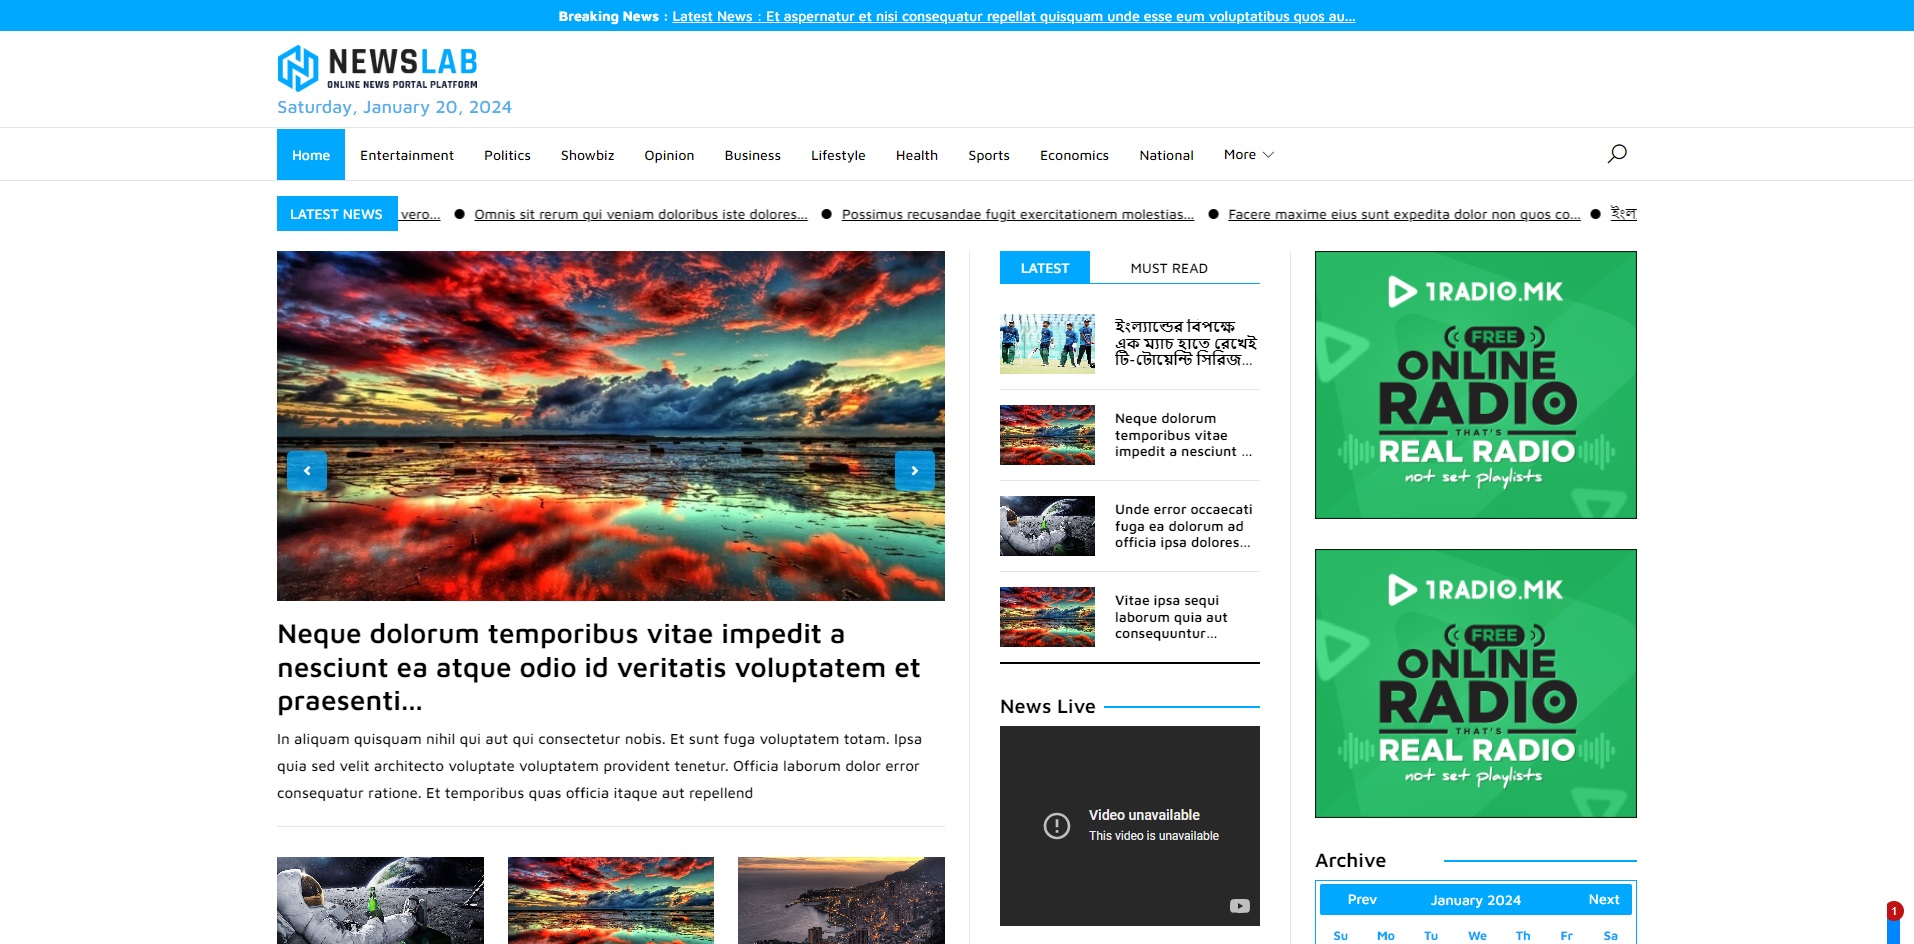 Breaking News : Latest News : Et aspernatur et nisi consequatur repellat quisquam unde esse eum voluptatibus quos au...
NEWSLAB
ONLINE NEWS PORTAL PLATFORM
Saturday, January 20, 2024
Home Entertainment Politics Showbiz Opinion Business Lifestyle Health Sports Economics National More
LATEST NEWS vero... ● Omnis sit rerum qui veniam doloribus iste dolores... ● Possimus recusandae fugit exercitationem molestias... ● Facere maxime eius sunt expedita dolor non quos co... ●
Neque dolorum temporibus vitae impedit a
nesciunt ea atque odio id veritatis voluptatem et
praesenti...
In aliquam quisquam nihil qui aut qui consectetur nobis. Et sunt fuga voluptatem totam. Ipsa
quia sed velit architecto voluptate voluptatem provident tenetur. Officia laborum dolor error
consequatur ratione. Et temporibus quas officia itaque aut repellend
LATEST MUST READ
ইংল্যান্ডের বিপক্ষে
এক ম্যাচ হাতে রেখেই
টি-টোয়েন্টি সিরিজ...
Neque dolorum
temporibus vitae
impedit a nesciunt ...
Unde error occaecati
fuga ea dolorum ad
officia ipsa dolores...
Vitae ipsa sequi
laborum quia aut
consequuntur...
News Live
Video unavailable
This video is unavailable
1RADIO.MK
FREE
ONLINE
RADIO
THAT'S
REAL RADIO
not set playlists
1RADIO.MK
FREE
ONLINE
RADIO
THAT'S
REAL RADIO
not set playlists
Archive
Prev January 2024 Next
Su Mo Tu We Th Fr Sa
1